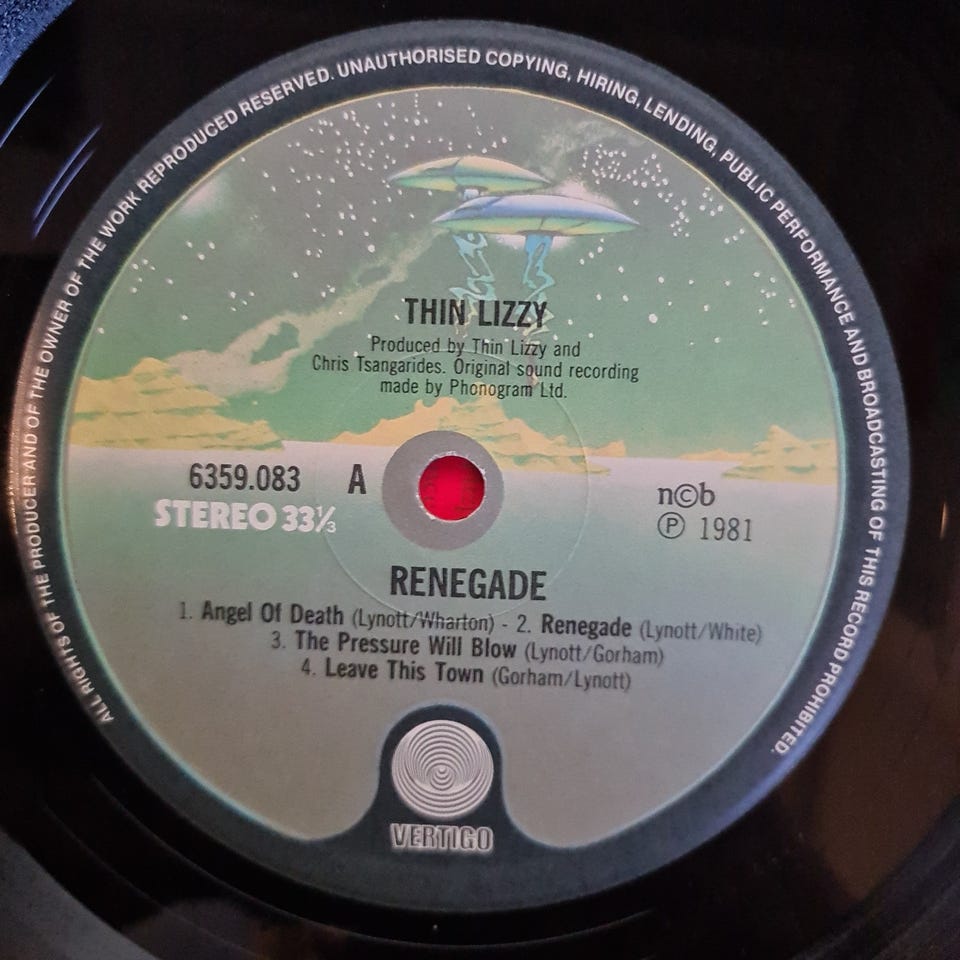 ALL RIGHTS OF THE PRODUCER AND OF THE OWNER OF THE WORK REPRODUCED RESERVED. UNAUTHORISED COPYING, HIRING, LENDING, PUBLIC PERFORMANCE AND BROADCASTING OF THIS RECORD PROHIBITED.
THIN LIZZY
Produced by Thin Lizzy and
Chris Tsangarides. Original sound recording
made by Phonogram Ltd.
6359.083 A
STEREO 33⅓
n©b
Ⓟ 1981
RENEGADE
1. Angel Of Death (Lynott/Wharton) - 2. Renegade (Lynott/White)
3. The Pressure Will Blow (Lynott/Gorham)
4. Leave This Town (Gorham/Lynott)
VERTIGO